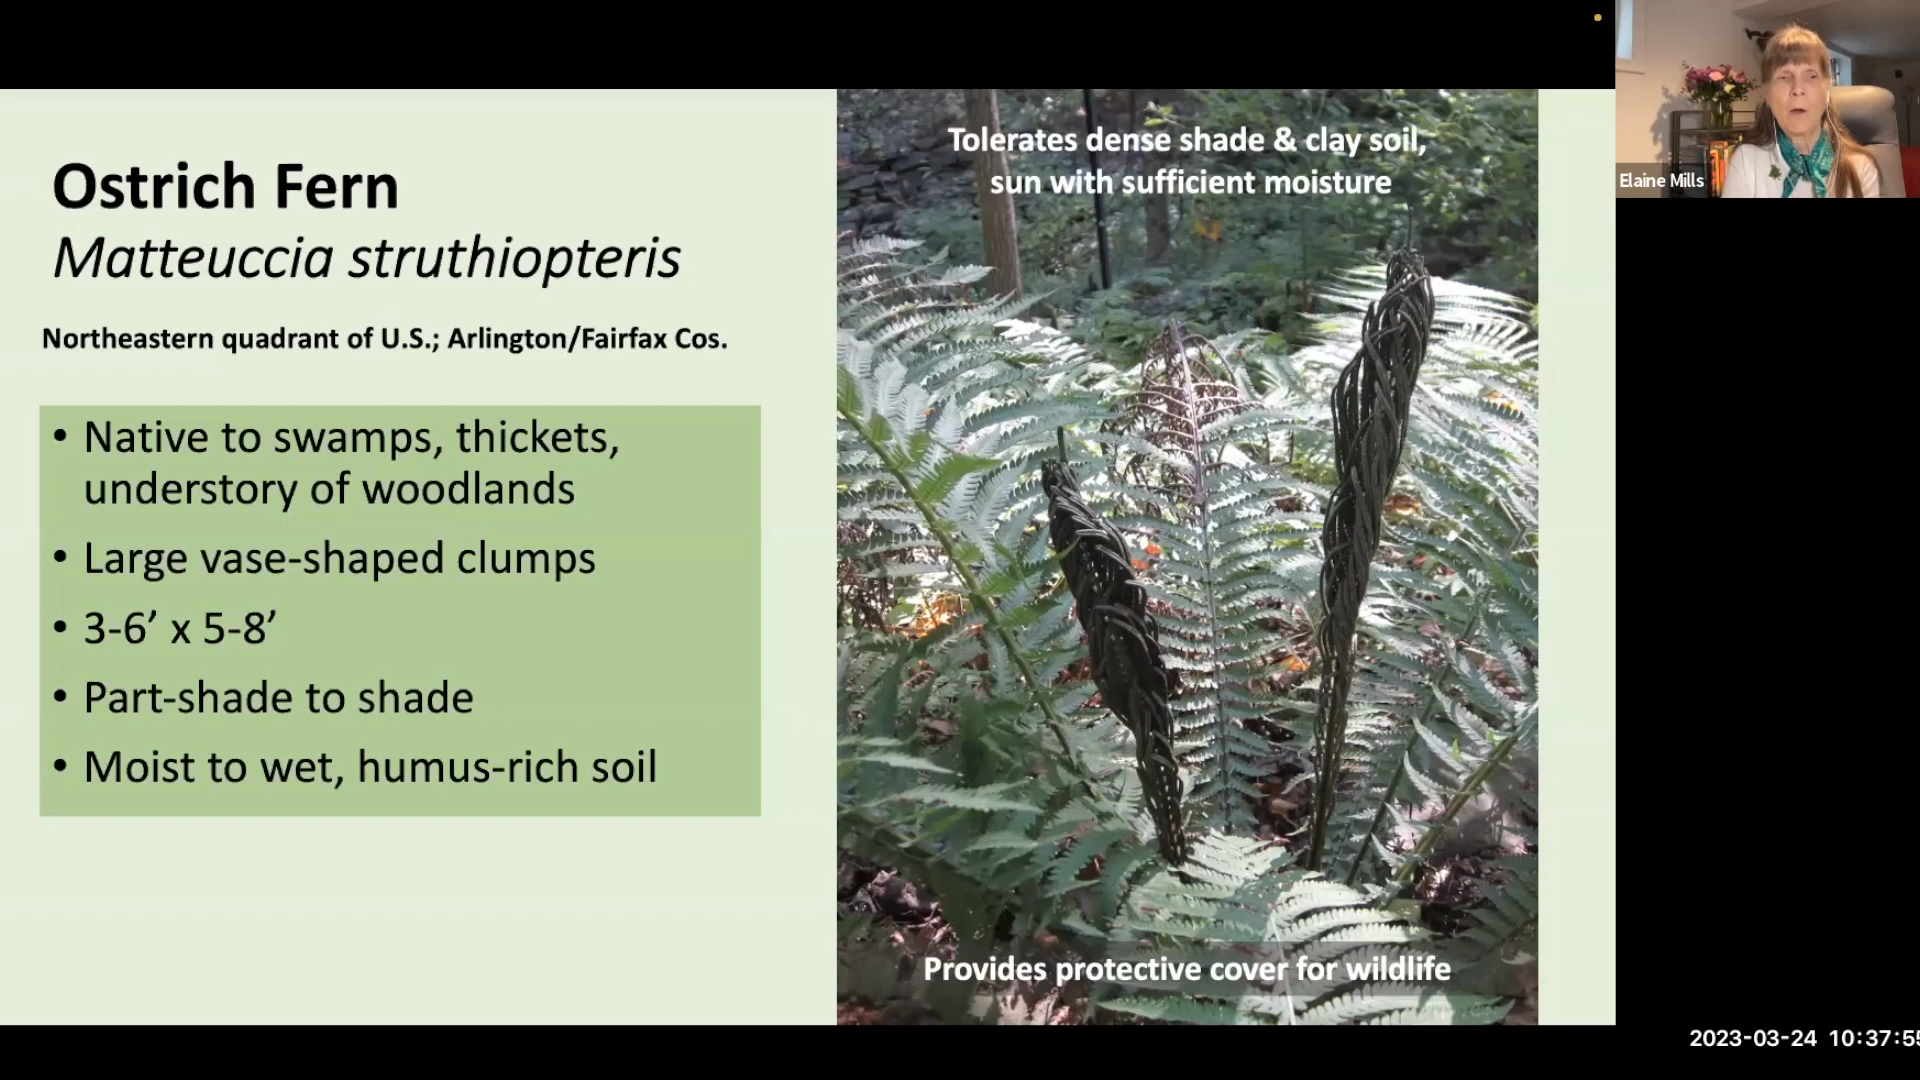 Ostrich Fern
Matteuccia struthiopteris
Northeastern quadrant of U.S.; Arlington/Fairfax Cos.
• Native to swamps, thickets,
understory of woodlands
• Large vase-shaped clumps
• 3-6’ x 5-8’
• Part-shade to shade
• Moist to wet, humus-rich soil
Tolerates dense shade & clay soil,
sun with sufficient moisture
Provides protective cover for wildlife
Elaine Mills
2023-03-24 10:37:55